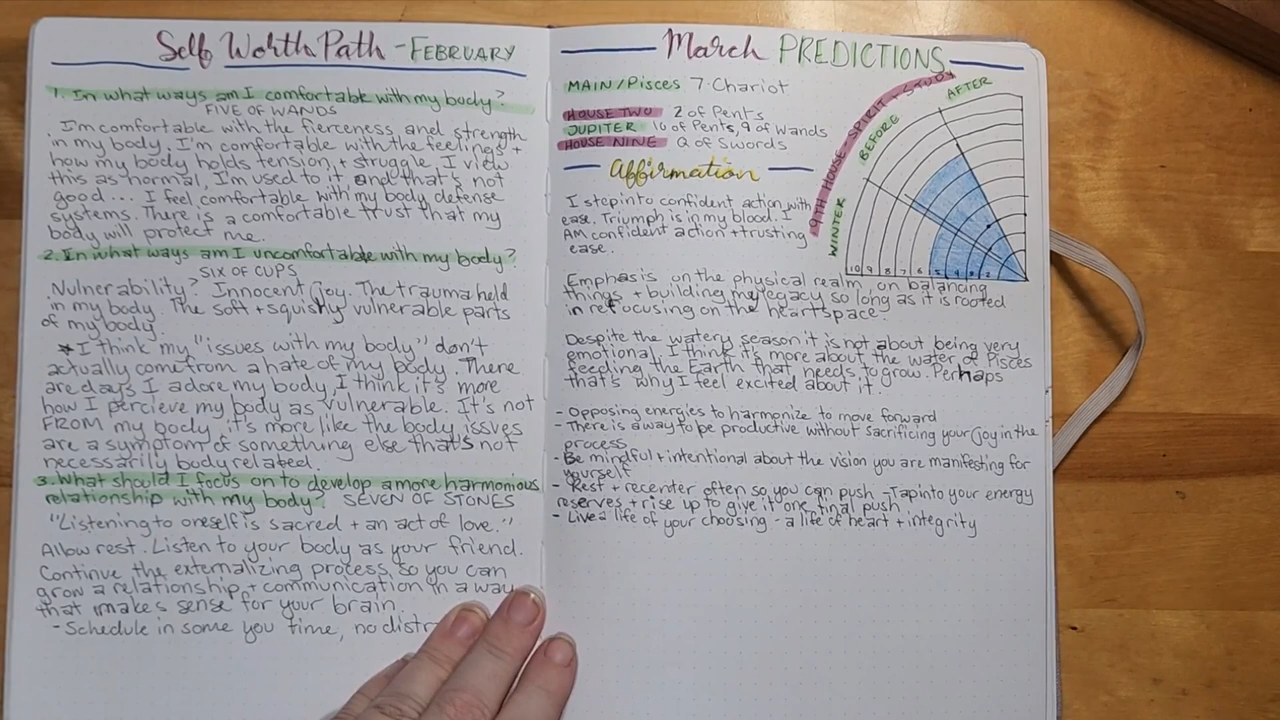 Self Worth Path - FEBRUARY
1. In what ways am I comfortable with my body?
FIVE OF WANDS
I'm comfortable with the fierceness and strength
in my body. I'm comfortable with the feelings +
how my body holds tension, + struggle. I view
this as normal, I'm used to it and that's not
good... I feel comfortable with my body defense
systems. There is a comfortable trust that my
body will protect me.
2. In what ways am I uncomfortable with my body?
SIX OF CUPS
Vulnerability? Innocent joy. The trauma held
in my body. The soft + squishy vulnerable parts
of my body
*I think my "issues with my body" don't
actually come from a hate of my body. There
are days I adore my body, I think it's more
how I percieve my body as vulnerable. It's not
FROM my body it's more like the body issues
are a symptom of something else that's not
necessarily body related.
3. What should I focus on to develop a more harmonious
relationship with my body? SEVEN OF STONES
"Listening to oneself is sacred + an act of love."
Allow rest. Listen to your body as your friend.
Continue the externalizing process so you can
grow a relationship + communication in a way
that makes sense for your brain.
- Schedule in some you time, no distr
March PREDICTIONS
MAIN/Pisces 7-Chariot
HOUSE TWO 2 of Pents
JUPITER 10 of Pents, 9 of Wands
HOUSE NINE Q of Swords
Affirmation
I step into confident action with
ease. Triumph is in my blood. I
AM confident action + trusting
ease.
9TH HOUSE - SPIRIT + STUDY
WINTER
BEFORE
AFTER
10 9 8 7 6 5 4 3 2
Emphasis on the physical realm, on balancing
things + building my legacy so long as it is rooted
in refocusing on the heartspace.
Despite the watery season it is not about being very
emotional. I think it's more about the water of Pisces
feeding the Earth that needs to grow. Perhaps
that's why I feel excited about it.
- Opposing energies to harmonize to move forward
- There is a way to be productive without sacrificing your joy in the
process
- Be mindful + intentional about the vision you are manifesting for
yourself
- Rest + recenter often so you can push - Tap into your energy
reserves + rise up to give it one final push.
- Live a life of your choosing - a life of heart + integrity